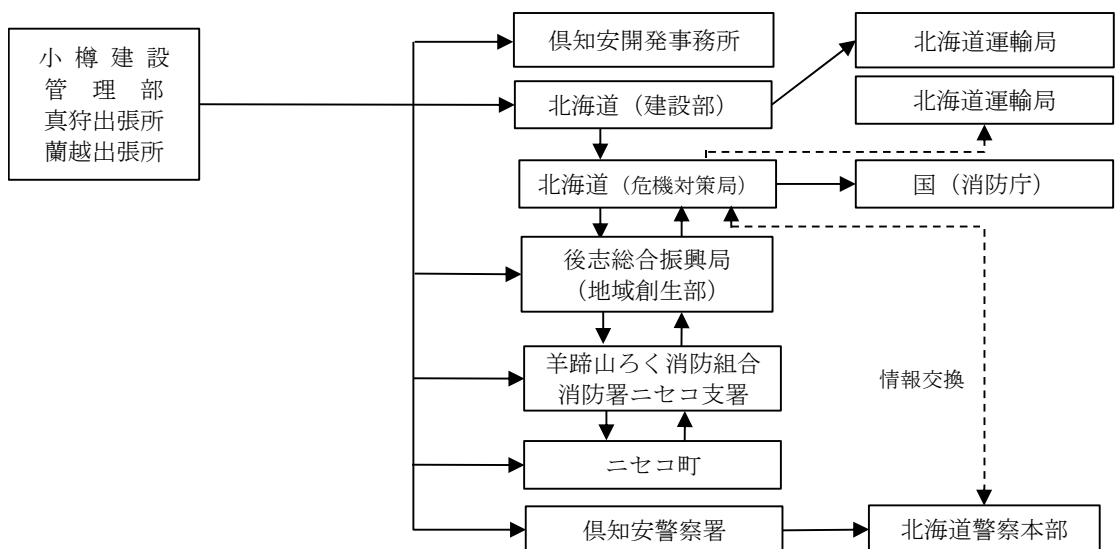 小樽建設
管理部
真狩出張所
蘭越出張所
倶知安開発事務所
北海道運輸局
北海道（建設部）
北海道運輸局
北海道（危機対策局）
国（消防庁）
後志総合振興局
（地域創生部）
羊蹄山ろく消防組合
消防署ニセコ支署
情報交換
ニセコ町
倶知安警察署
北海道警察本部